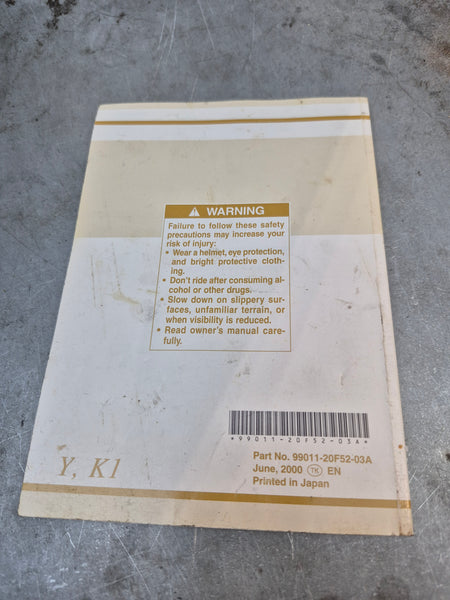 WARNING
Failure to follow these safety
precautions may increase your
risk of injury:
• Wear a helmet, eye protection,
and bright protective cloth-
ing.
• Don't ride after consuming al-
cohol or other drugs.
• Slow down on slippery sur-
faces, unfamiliar terrain, or
when visibility is reduced.
• Read owner's manual care-
fully.
*99011-20F52-03A*
Part No. 99011-20F52-03A
June, 2000 TK EN
Printed in Japan
Y, K1